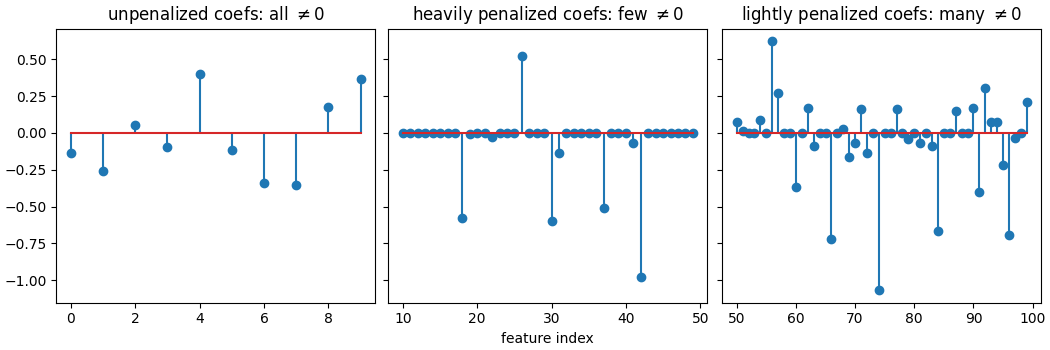 unpenalized coefs: all ≠0
heavily penalized coefs: few ≠0
lightly penalized coefs: many ≠0
0.50
0.25
0.00
−0.25
−0.50
−0.75
−1.00
0 2 4 6 8
10 20 30 40 50
50 60 70 80 90 100
feature index